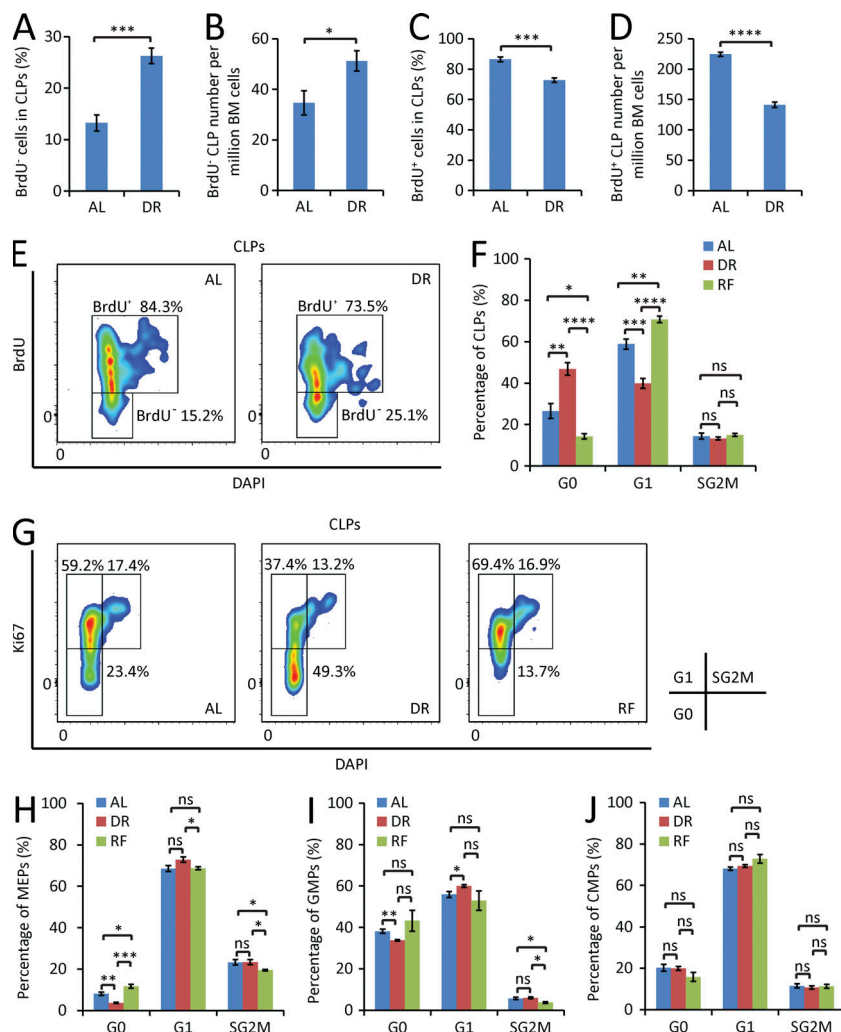 A
BrdU⁻ cells in CLPs (%)
30
25
20
15
10
5
0
***
AL DR
B
BrdU⁻ CLP number per
million BM cells
60
40
20
0
*
AL DR
C
BrdU⁺ cells in CLPs (%)
100
80
60
40
20
0
***
AL DR
D
BrdU⁺ CLP number per
million BM cells
250
200
150
100
50
0
****
AL DR
E
CLPs
BrdU
AL
BrdU⁺ 84.3%
BrdU⁻ 15.2%
0
0
DR
BrdU⁺ 73.5%
BrdU⁻ 25.1%
0
0
DAPI
F
Percentage of CLPs (%)
100
80
60
40
20
0
AL
DR
RF
* ** ****
** *** ****
ns ns ns
G0 G1 SG2M
G
CLPs
Ki67
59.2% 17.4%
23.4%
AL
0
0
37.4% 13.2%
49.3%
DR
0
0
69.4% 16.9%
13.7%
RF
0
0
DAPI
G1 SG2M
G0
H
Percentage of MEPs (%)
100
80
60
40
20
0
AL
DR
RF
* ** ***
ns ns *
* ns *
G0 G1 SG2M
I
Percentage of GMPs (%)
100
80
60
40
20
0
AL
DR
RF
ns ** ns
ns * ns
* ns *
G0 G1 SG2M
J
Percentage of CMPs (%)
100
80
60
40
20
0
AL
DR
RF
ns ns ns
ns ns ns
ns ns ns
G0 G1 SG2M